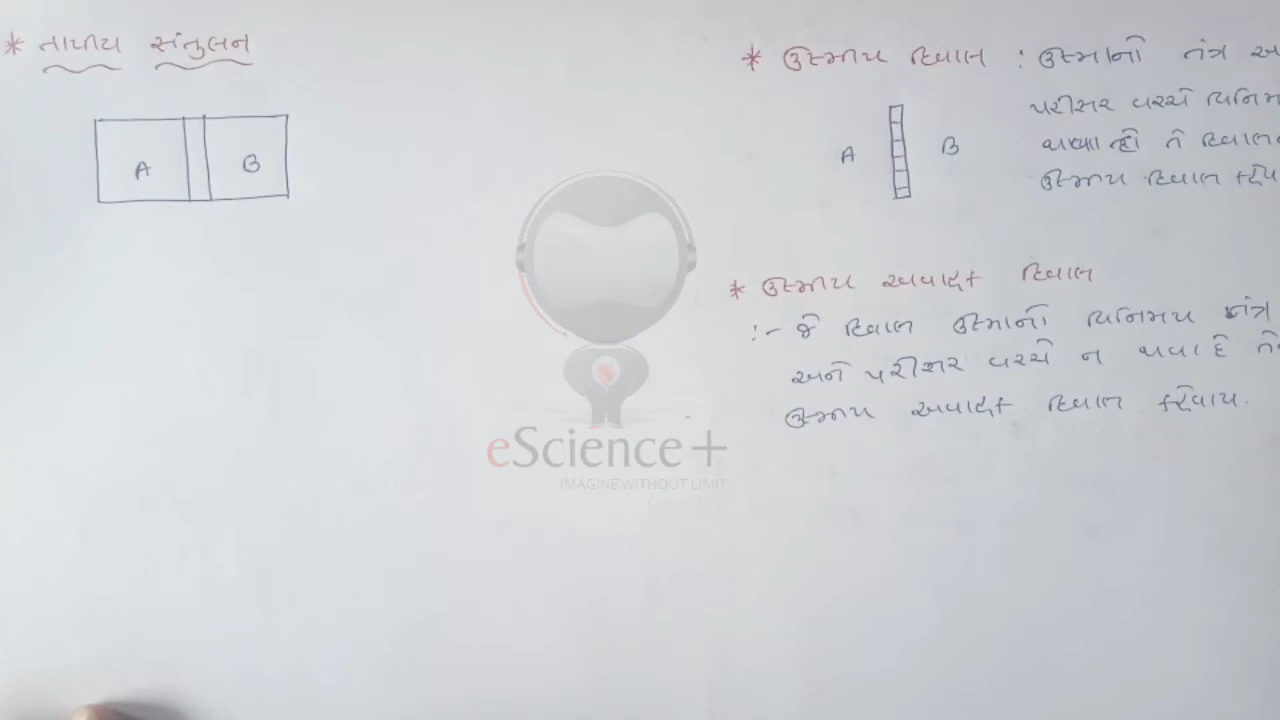 * તાપીય સંતુલન
A B
* ઉષ્માય દિવાલ : ઉષ્માની તંત્ર અ
પરીસર વચ્ચે વિનિમ
થવા દે તે દિવાલ
ઉષ્માય દિવાલ કહેવ
A B
* ઉષ્માય અવાહક દિવાલ
:- જે દિવાલ ઉષ્માની વિનિમય તંત્ર
અને પરીસર વચ્ચે ન થવા દે તે
ઉષ્માય અવાહક દિવાલ કહેવાય.
eScience+
IMAGINE WITHOUT LIMIT